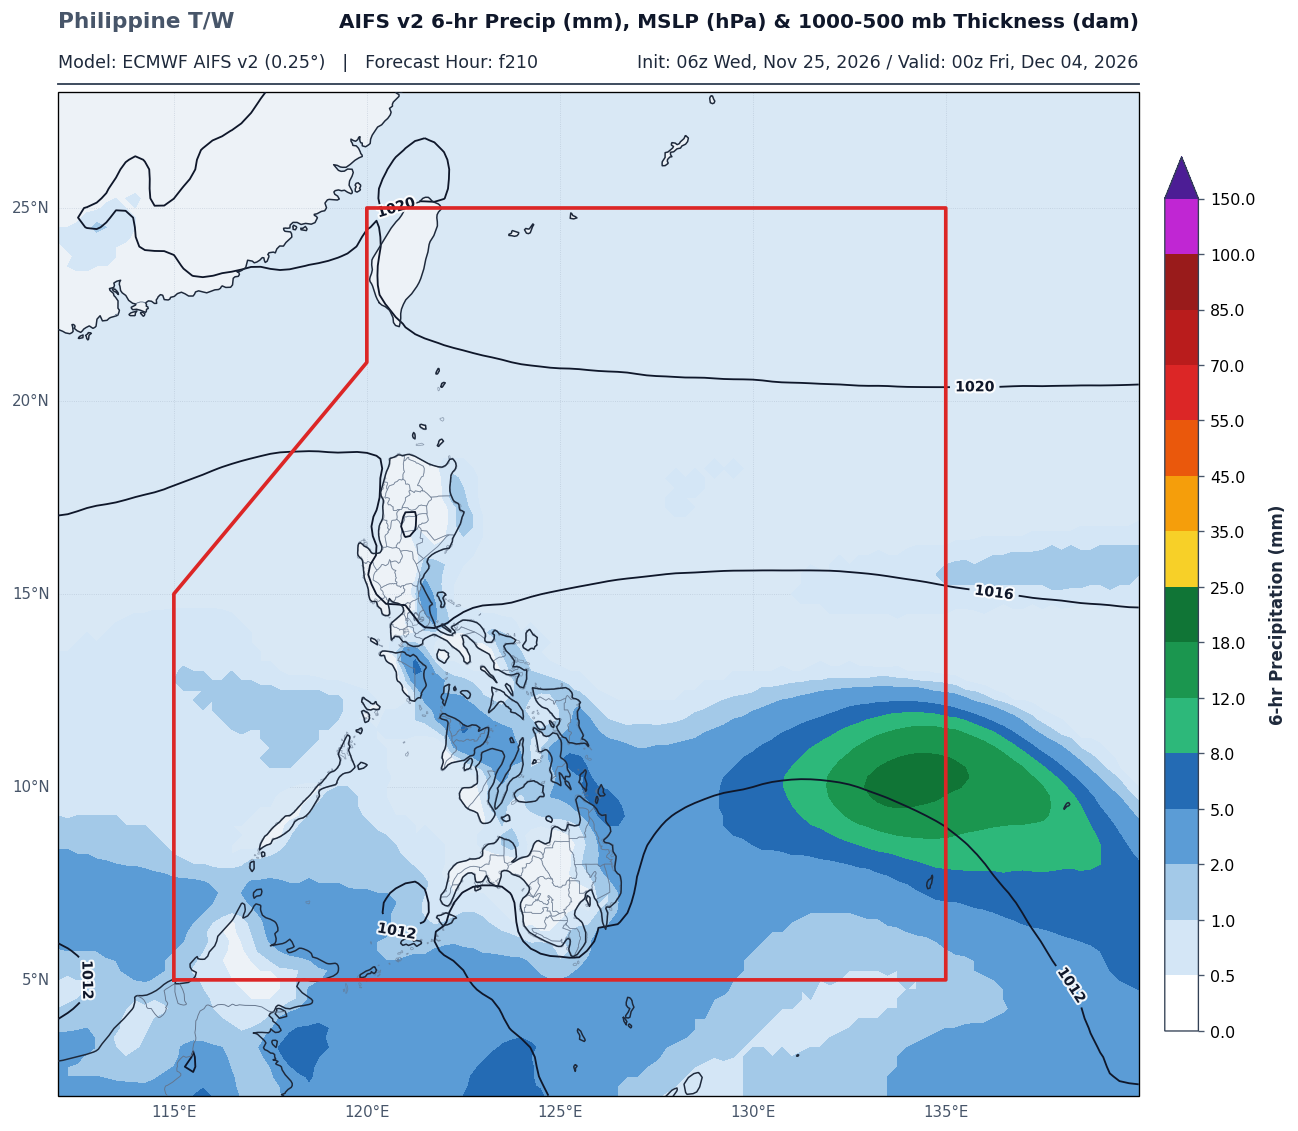 Philippine T/W
AIFS v2 6-hr Precip (mm), MSLP (hPa) & 1000-500 mb Thickness (dam)
Model: ECMWF AIFS v2 (0.25°) | Forecast Hour: f210
Init: 06z Wed, Nov 25, 2026 / Valid: 00z Fri, Dec 04, 2026
25°N
20°N
15°N
10°N
5°N
115°E
120°E
125°E
130°E
135°E
1020
1020
1016
1012
1012
1012
150.0
100.0
85.0
70.0
55.0
45.0
35.0
25.0
18.0
12.0
8.0
5.0
2.0
1.0
0.5
0.0
6-hr Precipitation (mm)